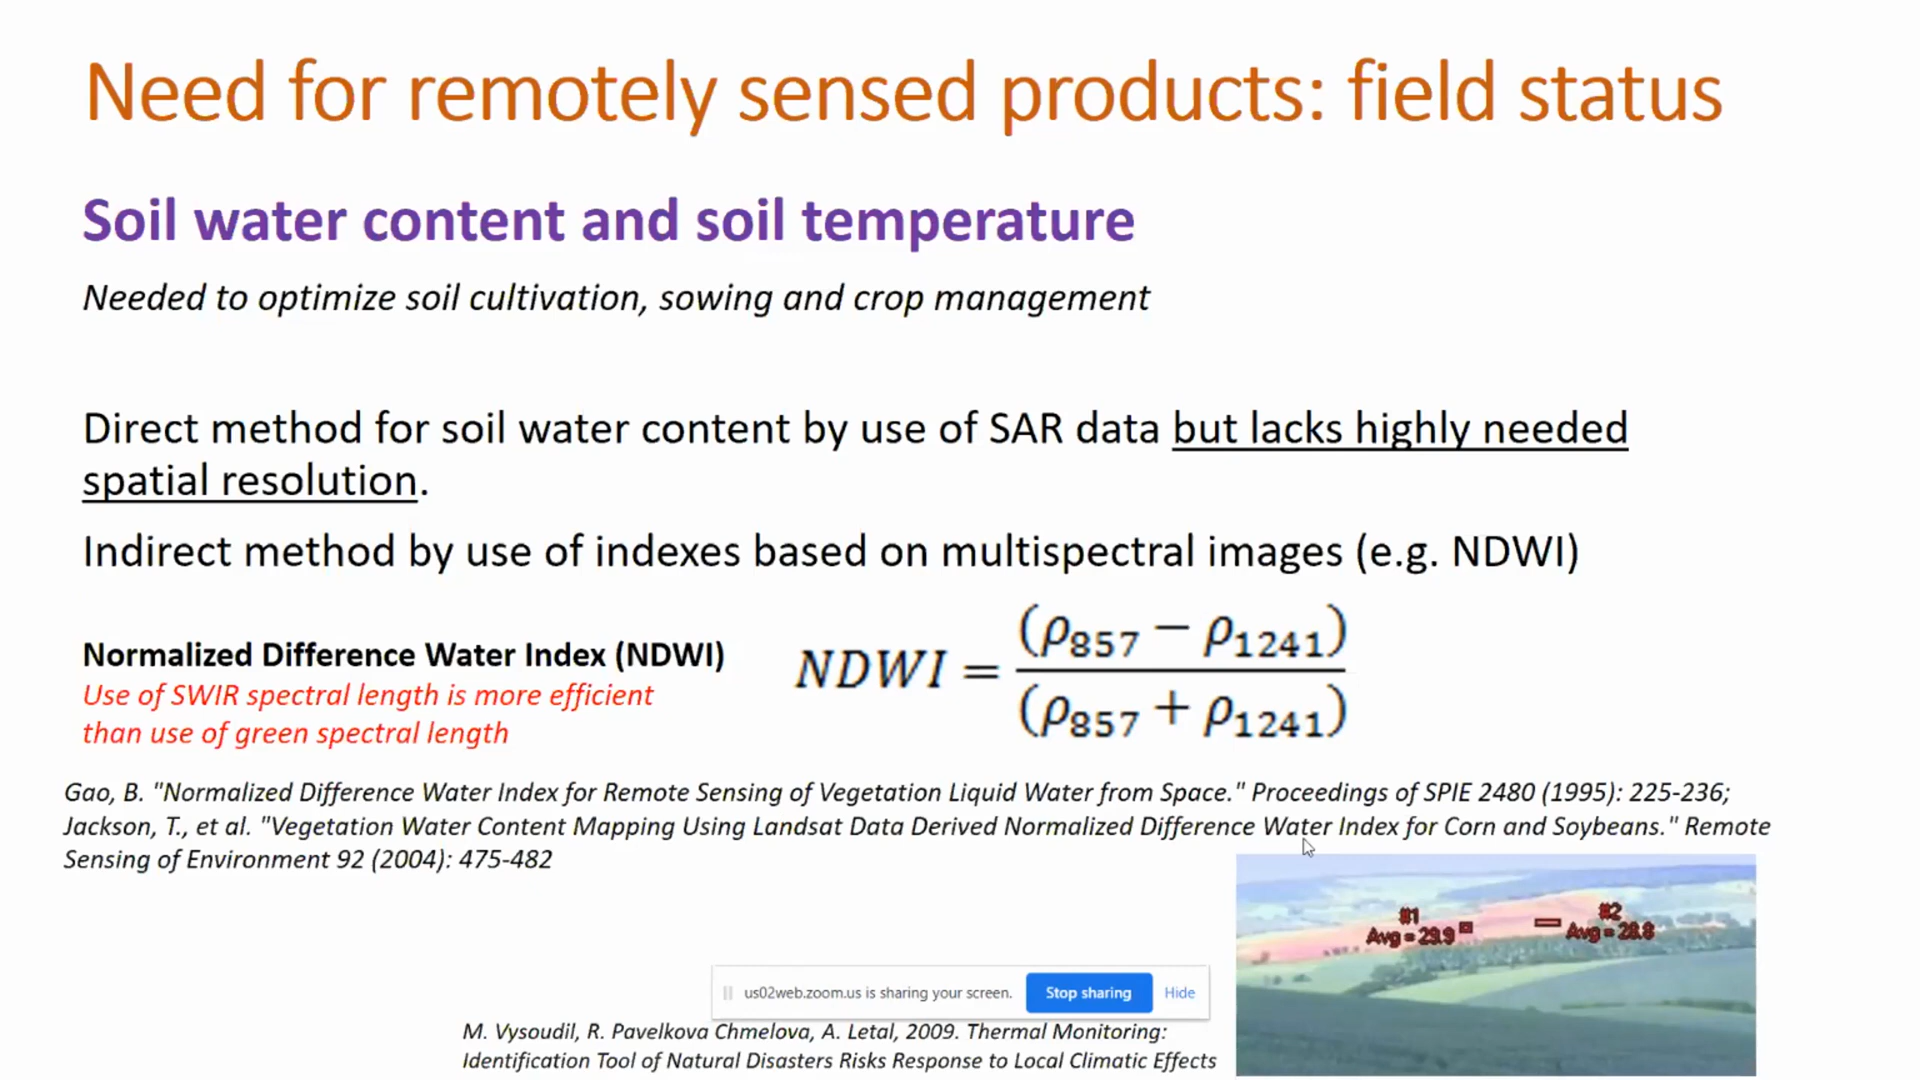 Need for remotely sensed products: field status
Soil water content and soil temperature
Needed to optimize soil cultivation, sowing and crop management
Direct method for soil water content by use of SAR data but lacks highly needed
spatial resolution.
Indirect method by use of indexes based on multispectral images (e.g. NDWI)
Normalized Difference Water Index (NDWI)
Use of SWIR spectral length is more efficient
than use of green spectral length
NDWI = (ρ857 − ρ1241) / (ρ857 + ρ1241)
Gao, B. "Normalized Difference Water Index for Remote Sensing of Vegetation Liquid Water from Space." Proceedings of SPIE 2480 (1995): 225-236;
Jackson, T., et al. "Vegetation Water Content Mapping Using Landsat Data Derived Normalized Difference Water Index for Corn and Soybeans." Remote
Sensing of Environment 92 (2004): 475-482
#1
Avg = 29.9
#2
Avg = 28.8
us02web.zoom.us is sharing your screen.
Stop sharing
Hide
M. Vysoudil, R. Pavelkova Chmelova, A. Letal, 2009. Thermal Monitoring:
Identification Tool of Natural Disasters Risks Response to Local Climatic Effects